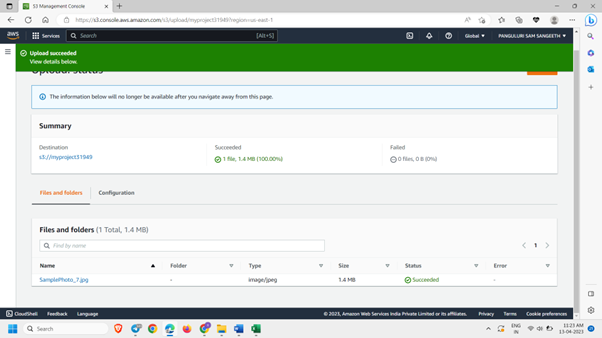 S3 Management Console
https://s3.console.aws.amazon.com/s3/upload/myproject31949?region=us-east-1
aws
Services
Search
[Alt+S]
Global
PANGULURI SAM SANGEETH
Upload succeeded
View details below.
Upload: status
The information below will no longer be available after you navigate away from this page.
Summary
Destination
s3://myproject31949
Succeeded
1 file, 1.4 MB (100.00%)
Failed
0 files, 0 B (0%)
Files and folders
Configuration
Files and folders (1 Total, 1.4 MB)
Find by name
1
Name
Folder
Type
Size
Status
Error
SamplePhoto_7.jpg
-
image/jpeg
1.4 MB
Succeeded
-
CloudShell
Feedback
Language
© 2023, Amazon Web Services India Private Limited or its affiliates.
Privacy
Terms
Cookie preferences
Search
ENG
IN
11:23 AM
13-04-2023